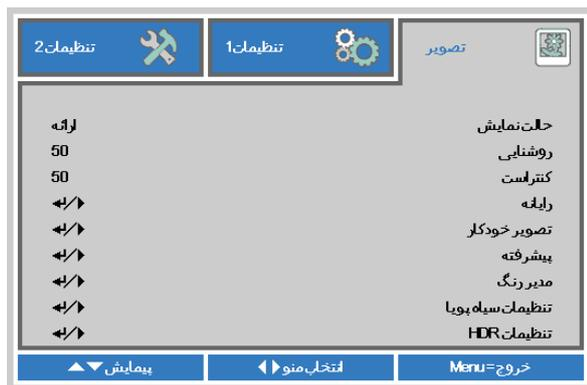 تصویر
تنظیمات1
تنظیمات2
حالت نمایش ارائه
روشنایی 50
کنتراست 50
رایانه ↵/▶
تصویر خودکار ↵/▶
پیشرفته ↵/▶
مدیر رنگ ↵/▶
تنظیمات سیاه پویا ↵/▶
تنظیمات HDR ↵/▶
خروج=Menu
انتخاب منو ◀▶
پیمایش ▼▲